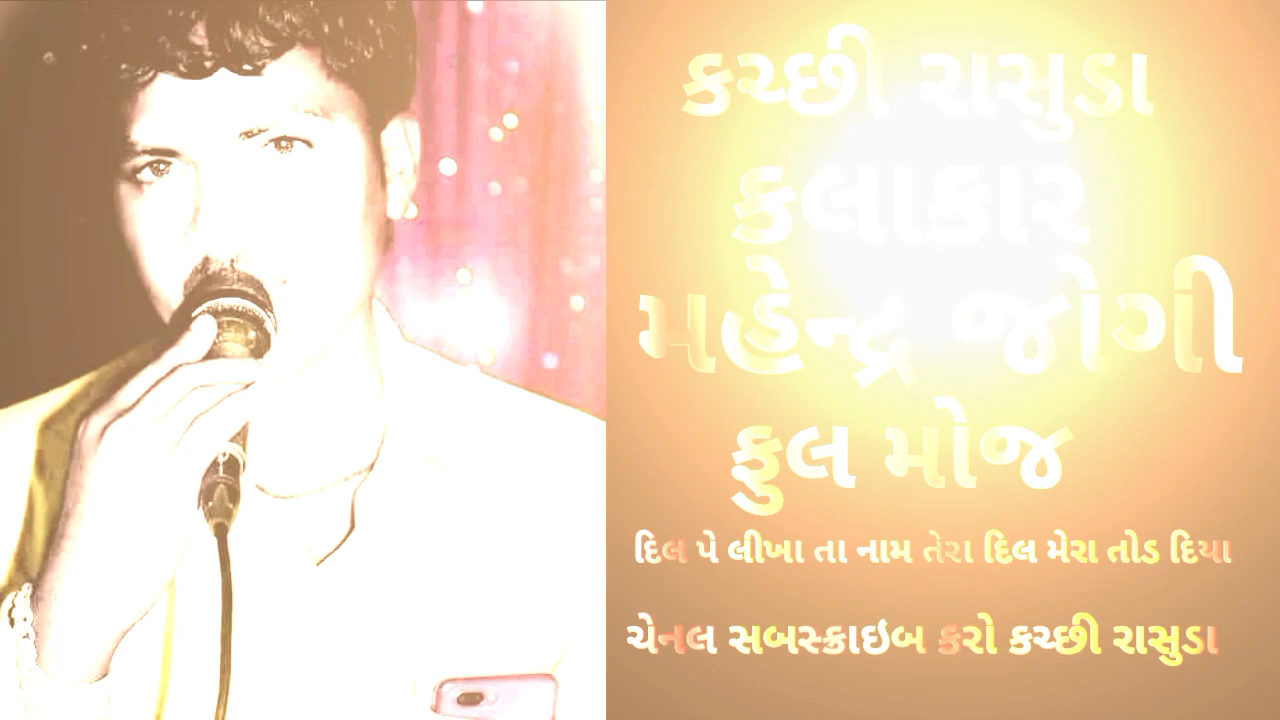 કચ્છી રાસુડા
કલાકાર
મહેન્દ્ર જોગી
ફુલ મોજ
દિલ પે લીખા તા નામ તેરા દિલ મેરા તોડ દિયા
ચેનલ સબસ્ક્રાઇબ કરો કચ્છી રાસુડા